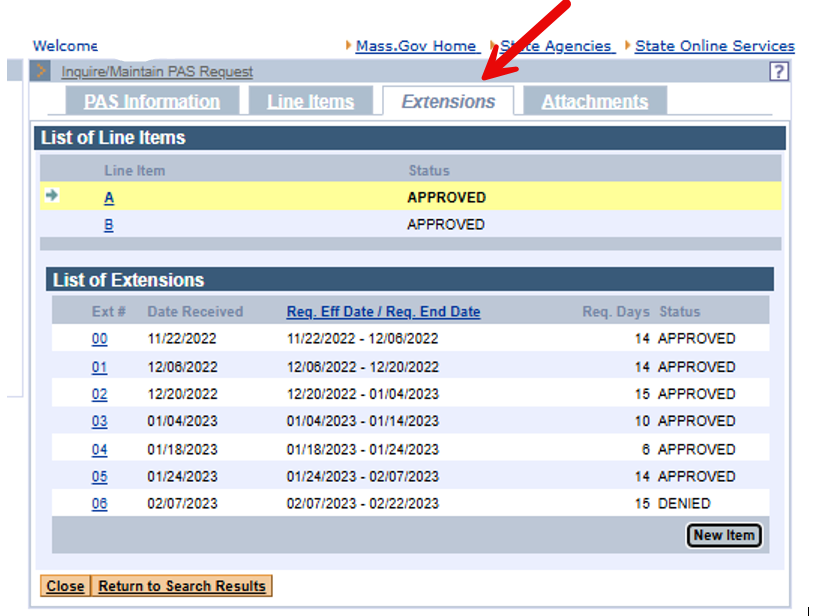 Welcome Mass.Gov Home State Agencies State Online Services
Inquire/Maintain PAS Request ?
PAS Information Line Items Extensions Attachments
List of Line Items
Line Item Status
A APPROVED
B APPROVED
List of Extensions
Ext # Date Received Req. Eff Date / Req. End Date Req. Days Status
00 11/22/2022 11/22/2022 - 12/06/2022 14 APPROVED
01 12/06/2022 12/06/2022 - 12/20/2022 14 APPROVED
02 12/20/2022 12/20/2022 - 01/04/2023 15 APPROVED
03 01/04/2023 01/04/2023 - 01/14/2023 10 APPROVED
04 01/18/2023 01/18/2023 - 01/24/2023 6 APPROVED
05 01/24/2023 01/24/2023 - 02/07/2023 14 APPROVED
06 02/07/2023 02/07/2023 - 02/22/2023 15 DENIED
New Item
Close Return to Search Results